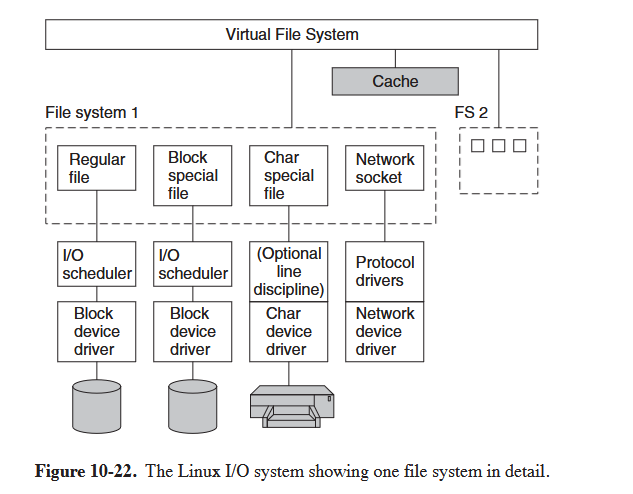 Virtual File System
Cache
File system 1
FS 2
Regular
file
Block
special
file
Char
special
file
Network
socket
I/O
scheduler
I/O
scheduler
(Optional
line
discipline)
Protocol
drivers
Block
device
driver
Block
device
driver
Char
device
driver
Network
device
driver
Figure 10-22. The Linux I/O system showing one file system in detail.